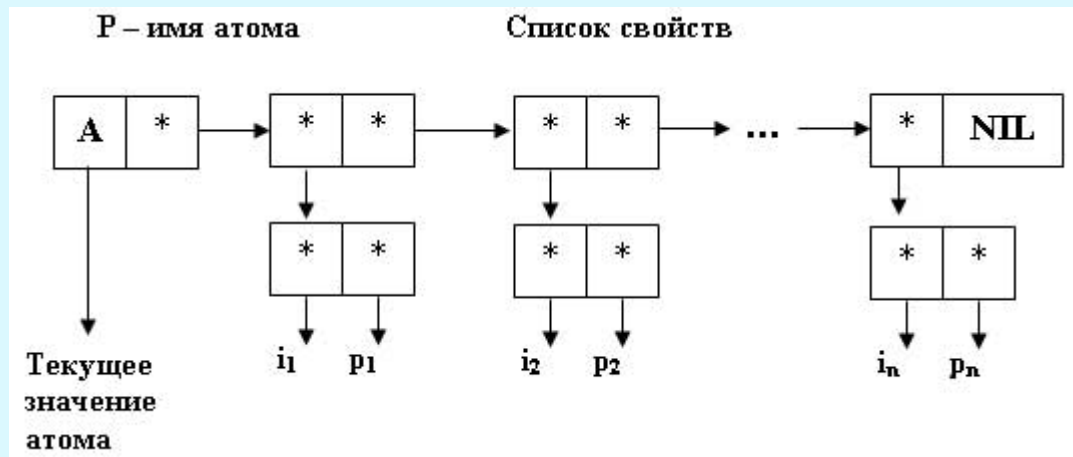 P – имя атома
Список свойств
A * * * * * ... * NIL
* * * * * *
i1 p1 i2 p2 in pn
Текущее
значение
атома